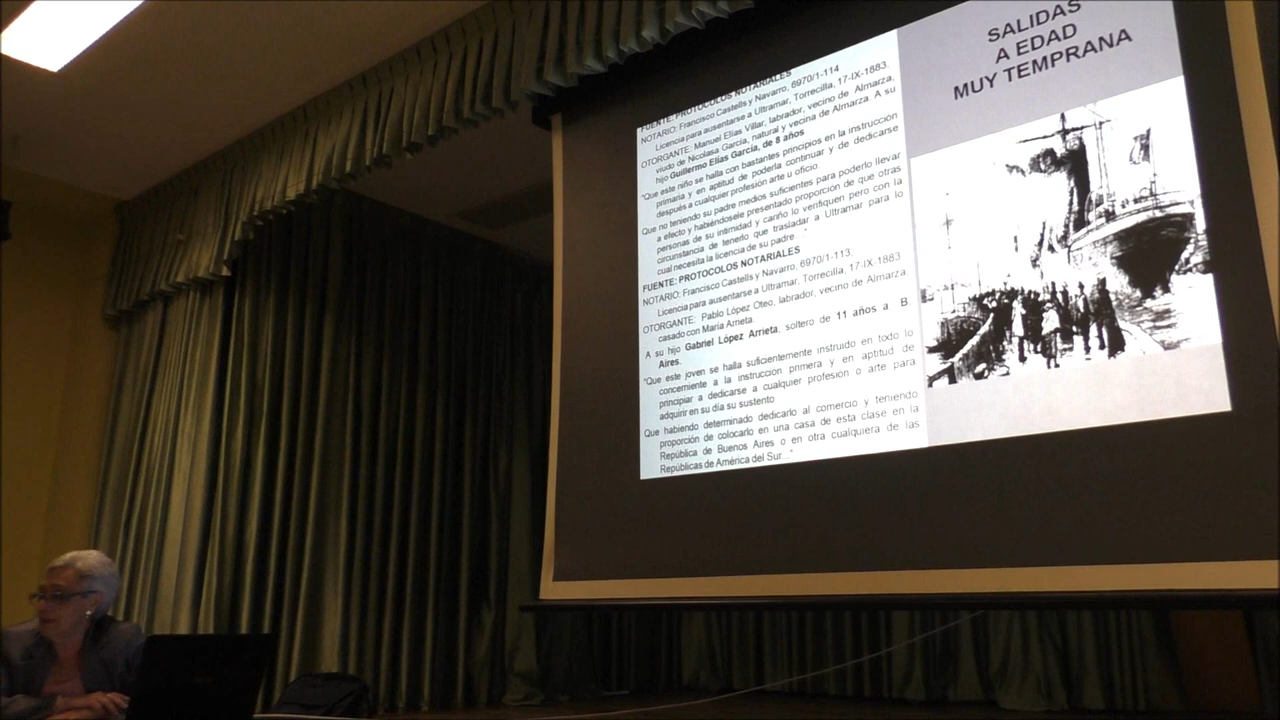 FUENTE: PROTOCOLOS NOTARIALES
NOTARIO: Francisco Castells y Navarro, 6970/1-114
Licencia para ausentarse a Ultramar, Torrecilla, 17-IX-1883.
OTORGANTE: Manuel Elías Villar, labrador, vecino de Almarza,
viudo de Nicolasa García, natural y vecina de Almarza. A su
hijo Guillermo Elías García, de 8 años
"Que este niño se halla con bastantes principios en la instrucción
primaria y en aptitud de poderla continuar y de dedicarse
después a cualquier profesión arte u oficio.
Que no teniendo su padre medios suficientes para poderlo llevar
a efecto y habiéndosele presentado proporción de que otras
personas de su intimidad y cariño lo verifiquen pero con la
circunstancia de tenerlo que trasladar a Ultramar para lo
cual necesita la licencia de su padre..."
FUENTE: PROTOCOLOS NOTARIALES
NOTARIO: Francisco Castells y Navarro, 6970/1-113.
Licencia para ausentarse a Ultramar, Torrecilla, 17-IX-1883
OTORGANTE: Pablo López Oteo, labrador, vecino de Almarza,
casado con María Arrieta.
A su hijo Gabriel López Arrieta, soltero de 11 años a B.
Aires.
"Que este joven se halla suficientemente instruido en todo lo
concerniente a la instrucción primera y en aptitud de
principiar a dedicarse a cualquier profesión o arte para
adquirir en su día su sustento
Que habiendo determinado dedicarlo al comercio y teniendo
proporción de colocarlo en una casa de esta clase en la
República de Buenos Aires o en otra cualquiera de las
Repúblicas de América del Sur..."
SALIDAS
A EDAD
MUY TEMPRANA